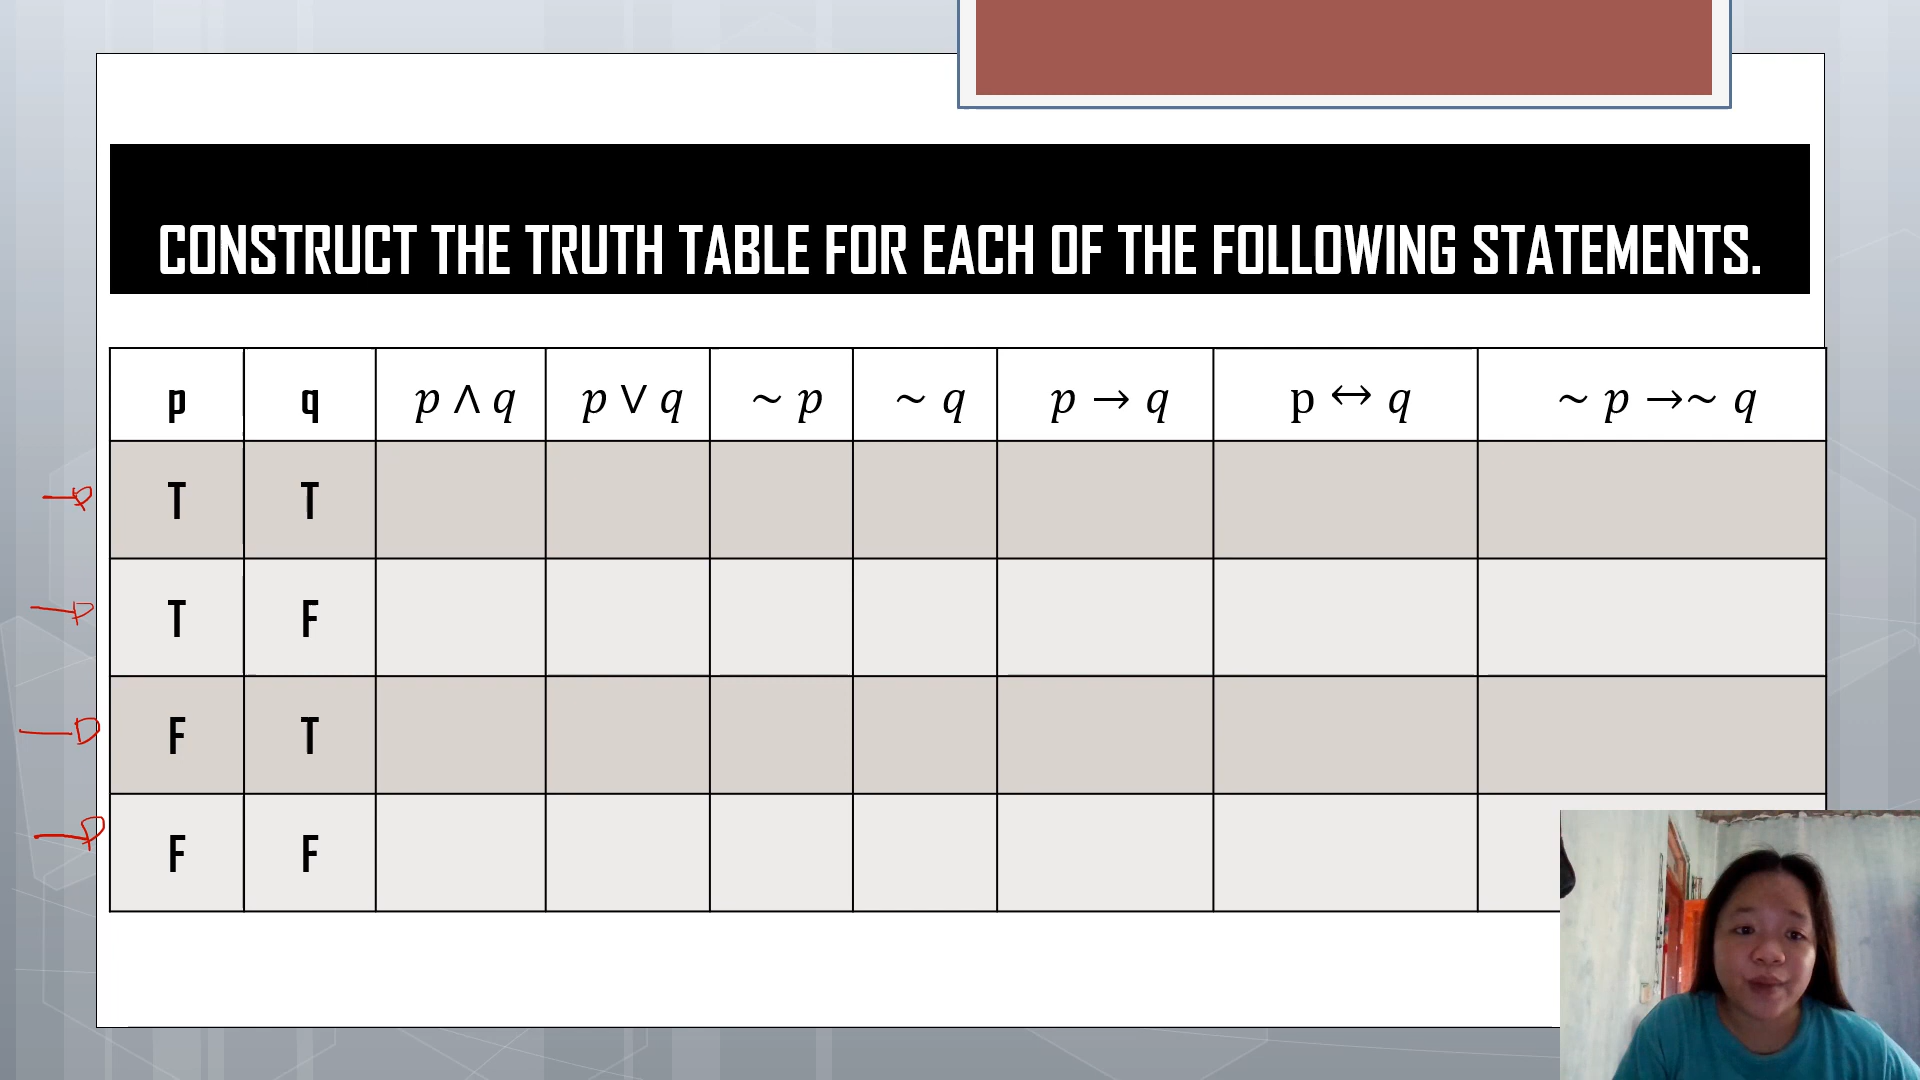 CONSTRUCT THE TRUTH TABLE FOR EACH OF THE FOLLOWING STATEMENTS.
p q p ∧ q p ∨ q ~ p ~ q p → q p ↔ q ~ p →~ q
T T
T F
F T
F F